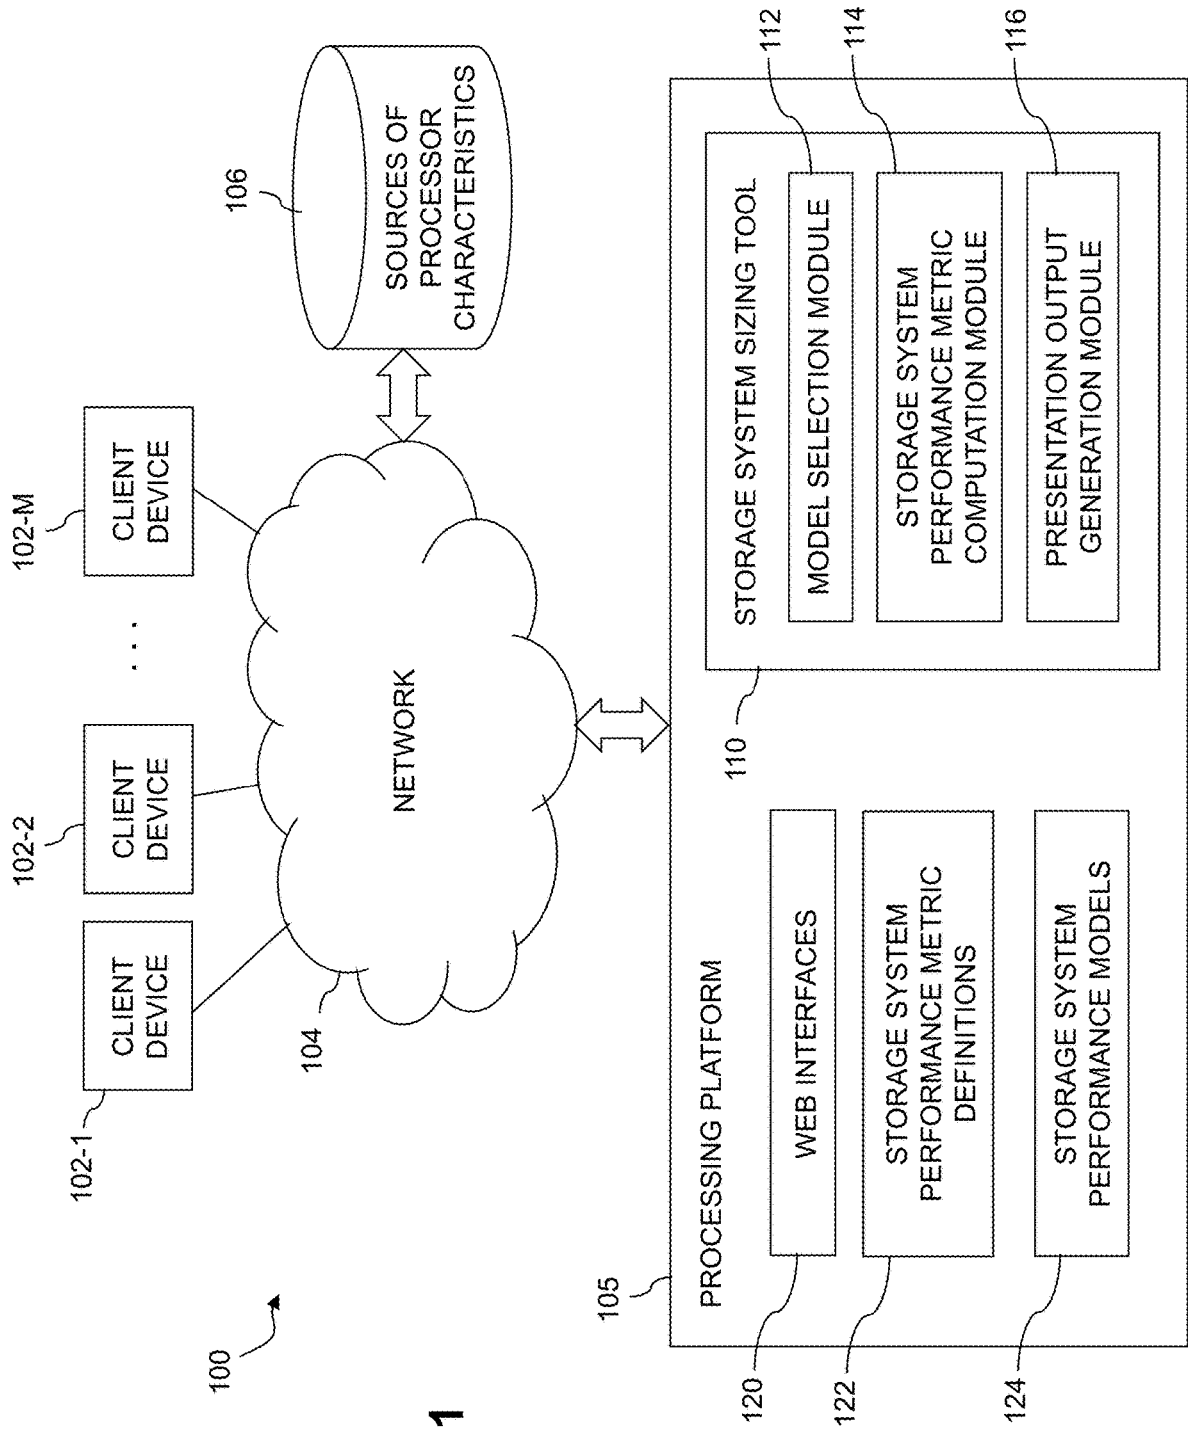 102-1
102-2
102-M
CLIENT
DEVICE
CLIENT
DEVICE
. . .
CLIENT
DEVICE
106
SOURCES OF
PROCESSOR
CHARACTERISTICS
104
NETWORK
100
1
105
PROCESSING PLATFORM
120
WEB INTERFACES
122
STORAGE SYSTEM
PERFORMANCE METRIC
DEFINITIONS
124
STORAGE SYSTEM
PERFORMANCE MODELS
110
STORAGE SYSTEM SIZING TOOL
MODEL SELECTION MODULE
112
STORAGE SYSTEM
PERFORMANCE METRIC
COMPUTATION MODULE
114
PRESENTATION OUTPUT
GENERATION MODULE
116